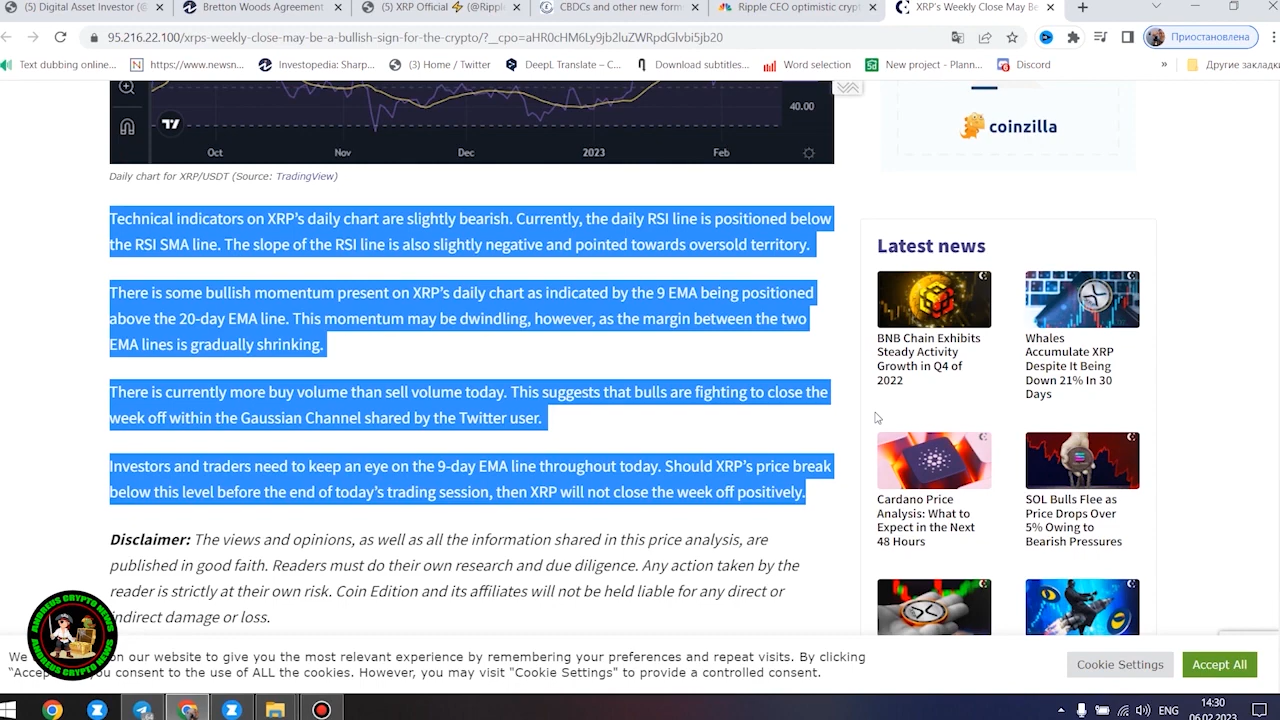 (5) Digital Asset Investor (@
Bretton Woods Agreement
(5) XRP Official ⚡ (@Rippl
CBDCs and other new form
Ripple CEO optimistic crypt
XRP's Weekly Close May Be
95.216.22.100/xrps-weekly-close-may-be-a-bullish-sign-for-the-crypto/?__cpo=aHR0cHM6Ly9jb2luZWRpdGlvbi5jb20
Приостановлена
Text dubbing online...
https://www.newsn...
Investopedia: Sharp...
(3) Home / Twitter
DeepL Translate – C...
Download subtitles...
Word selection
New project - Plann...
Discord
»
Другие закладки
40.00
Oct
Nov
Dec
2023
Feb
Daily chart for XRP/USDT (Source: TradingView)
Technical indicators on XRP's daily chart are slightly bearish. Currently, the daily RSI line is positioned below
the RSI SMA line. The slope of the RSI line is also slightly negative and pointed towards oversold territory.
There is some bullish momentum present on XRP's daily chart as indicated by the 9 EMA being positioned
above the 20-day EMA line. This momentum may be dwindling, however, as the margin between the two
EMA lines is gradually shrinking.
There is currently more buy volume than sell volume today. This suggests that bulls are fighting to close the
week off within the Gaussian Channel shared by the Twitter user.
Investors and traders need to keep an eye on the 9-day EMA line throughout today. Should XRP's price break
below this level before the end of today's trading session, then XRP will not close the week off positively.
Disclaimer: The views and opinions, as well as all the information shared in this price analysis, are
published in good faith. Readers must do their own research and due diligence. Any action taken by the
reader is strictly at their own risk. Coin Edition and its affiliates will not be held liable for any direct or
indirect damage or loss.
coinzilla
Latest news
BNB Chain Exhibits
Steady Activity
Growth in Q4 of
2022
Whales
Accumulate XRP
Despite It Being
Down 21% In 30
Days
Cardano Price
Analysis: What to
Expect in the Next
48 Hours
SOL Bulls Flee as
Price Drops Over
5% Owing to
Bearish Pressures
ANDREUS CRYPTO NEWS
ANDREUS CRYPTO NEWS
We on our website to give you the most relevant experience by remembering your preferences and repeat visits. By clicking
"Accep you consent to the use of ALL the cookies. However, you may visit "Cookie Settings" to provide a controlled consent.
Cookie Settings
Accept All
ENG
14:30
06.02.2023